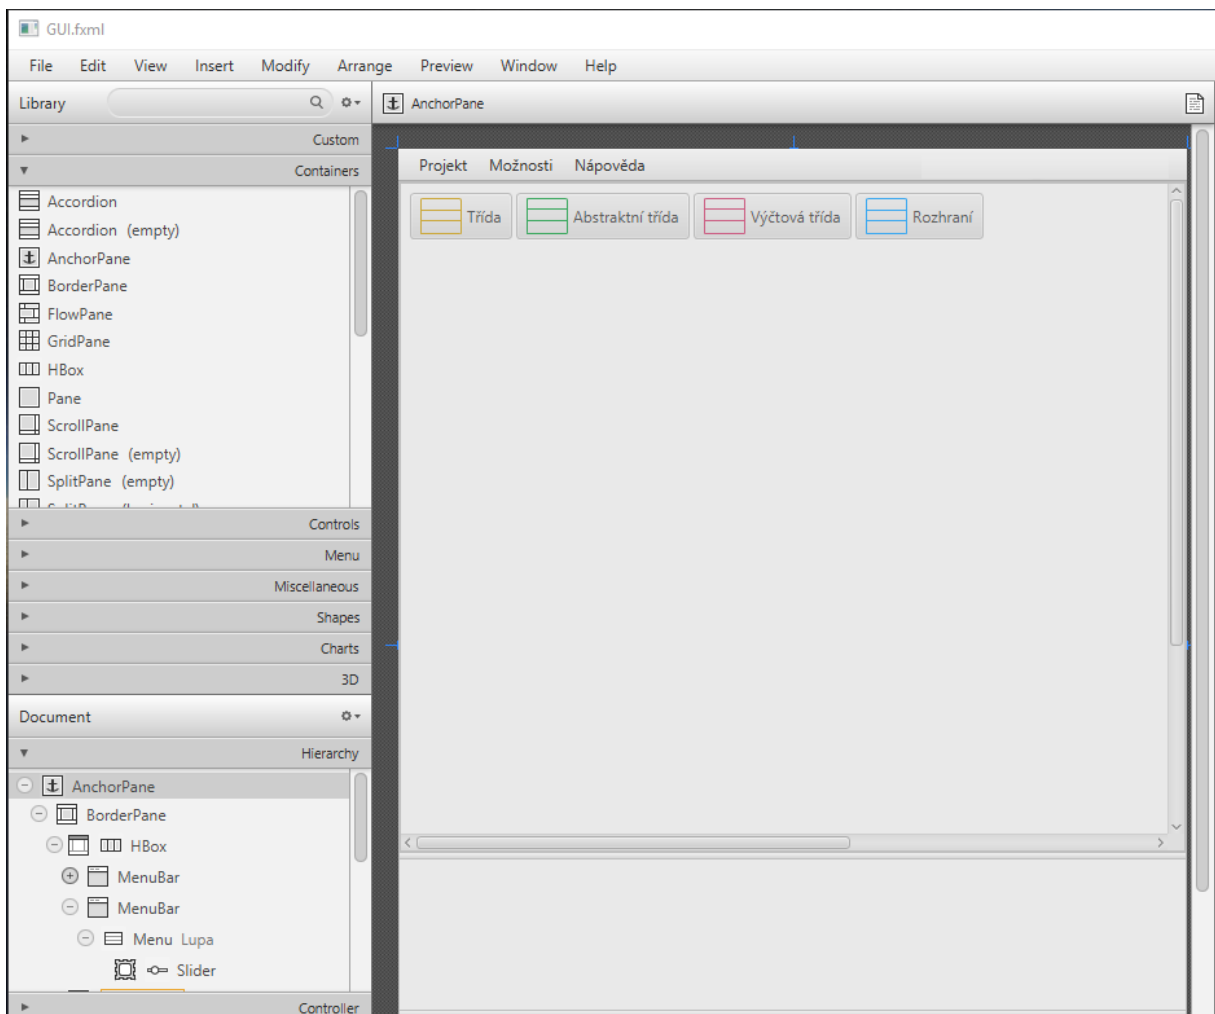 GUI.fxml
File Edit View Insert Modify Arrange Preview Window Help
Library
AnchorPane
Custom
Containers
Accordion
Accordion (empty)
AnchorPane
BorderPane
FlowPane
GridPane
HBox
Pane
ScrollPane
ScrollPane (empty)
SplitPane (empty)
Controls
Menu
Miscellaneous
Shapes
Charts
3D
Document
Hierarchy
AnchorPane
BorderPane
HBox
MenuBar
MenuBar
Menu Lupa
Slider
Controller
Projekt Možnosti Nápověda
Třída Abstraktní třída Výčtová třída Rozhraní